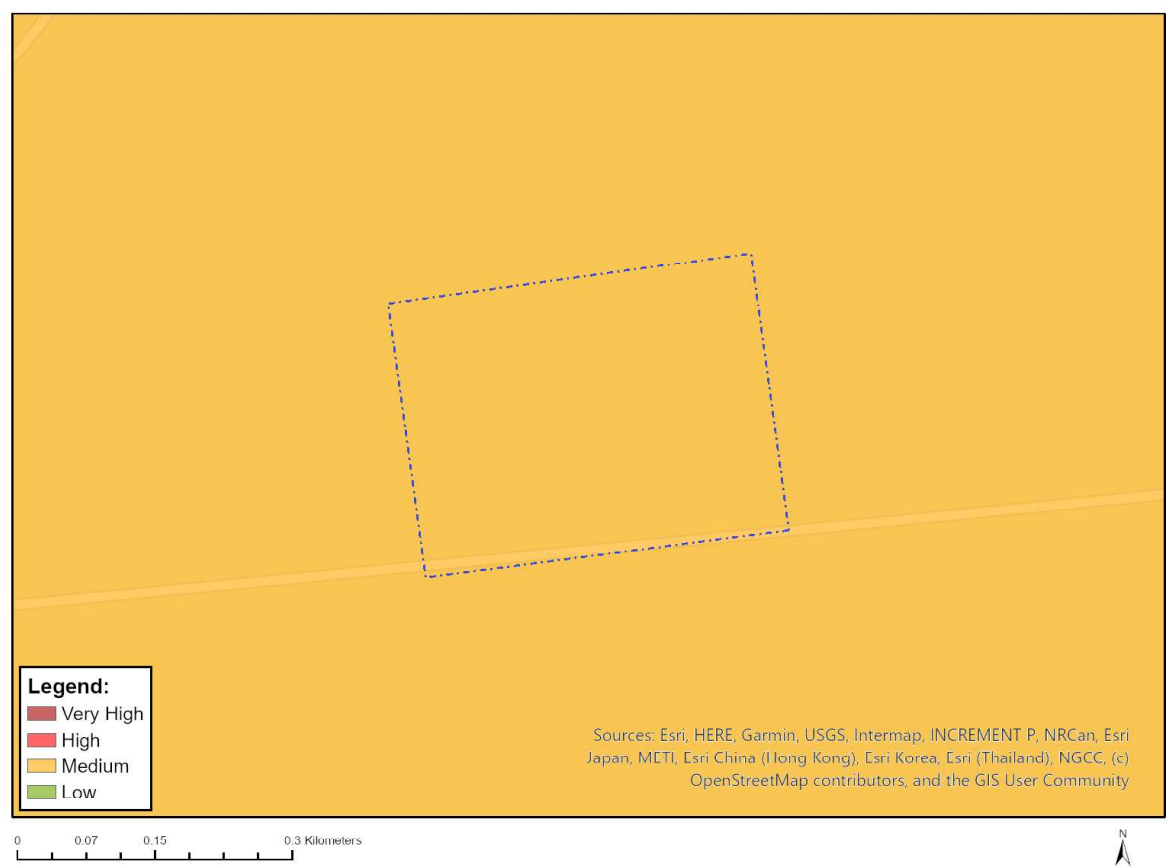 Legend:
Very High
High
Medium
Low
Sources: Esri, HERE, Garmin, USGS, Intermap, INCREMENT P, NRCan, Esri
Japan, METI, Esri China (Hong Kong), Esri Korea, Esri (Thailand), NGCC, (c)
OpenStreetMap contributors, and the GIS User Community
0 0.07 0.15 0.3 Kilometers
N